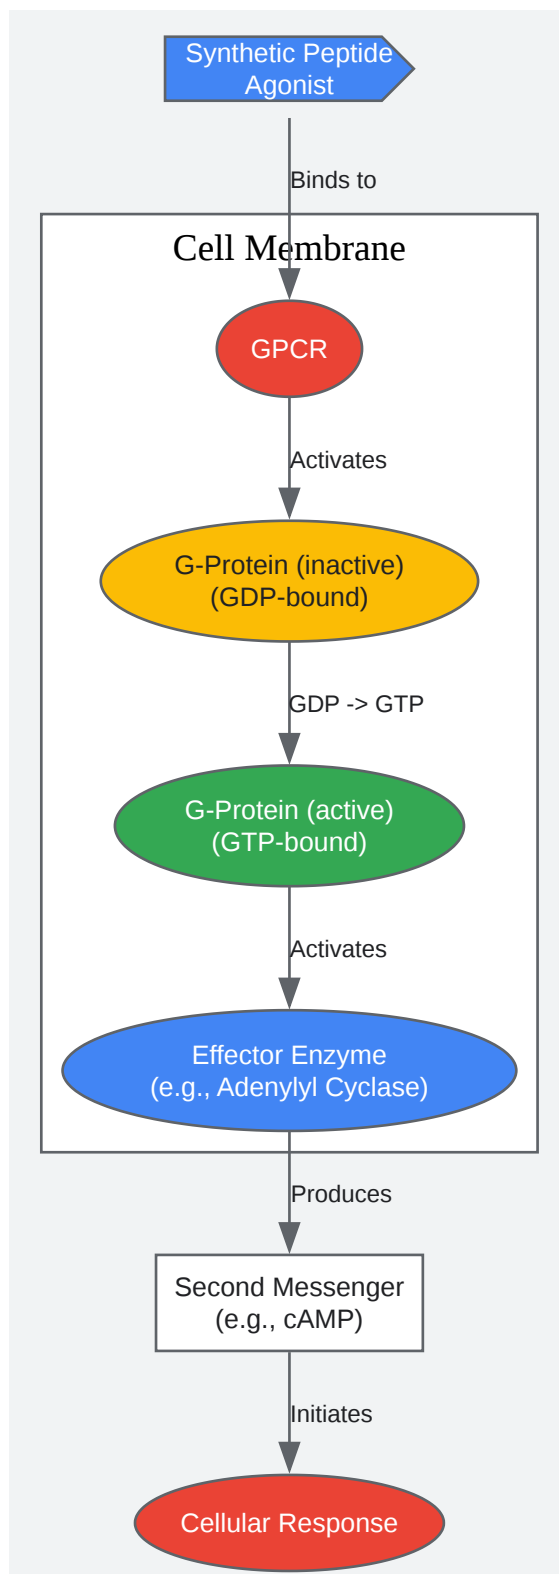 Synthetic Peptide
Agonist
Binds to
Cell Membrane
GPCR
Activates
G-Protein (inactive)
(GDP-bound)
GDP -> GTP
G-Protein (active)
(GTP-bound)
Activates
Effector Enzyme
(e.g., Adenylyl Cyclase)
Produces
Second Messenger
(e.g., cAMP)
Initiates
Cellular Response